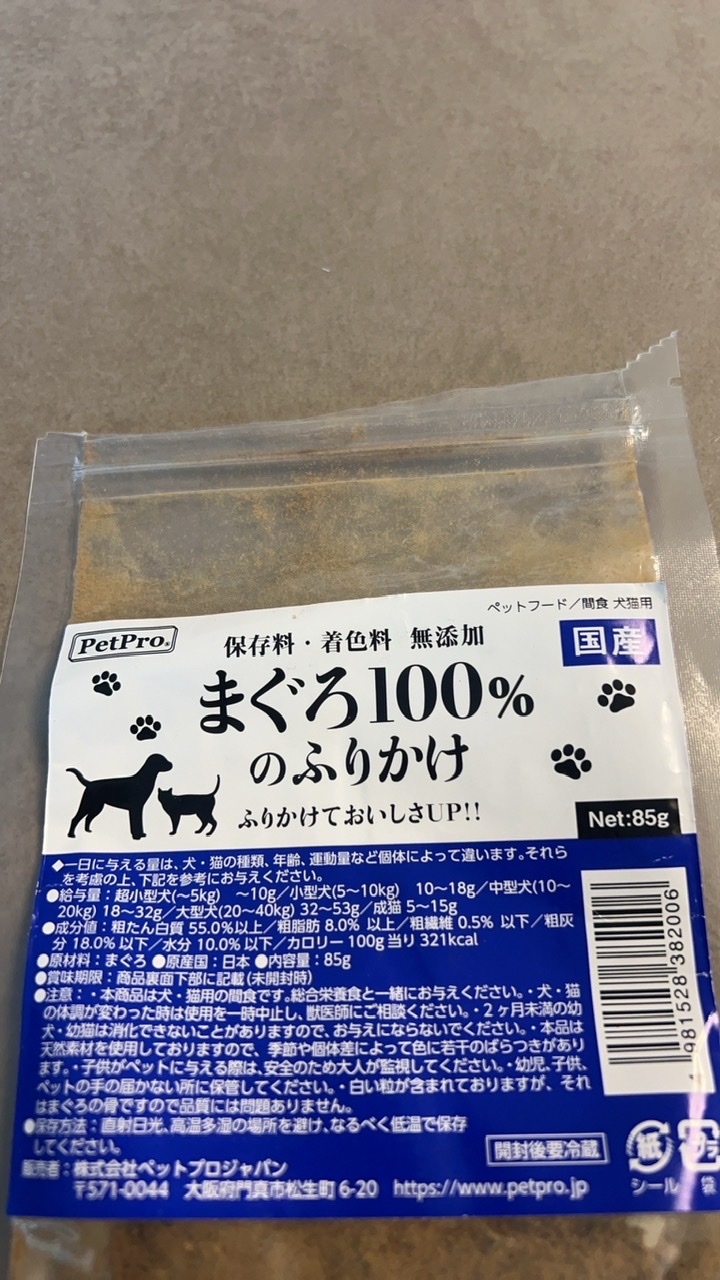 ペットフード／間食 犬猫用
PetPro®
保存料・着色料 無添加
国産
まぐろ100%
のふりかけ
ふりかけておいしさUP!!
Net:85g
◆一日に与える量は、犬・猫の種類、年齢、運動量など個体によって違います。それら
を考慮の上、下記を参考にお与えください。
●給与量：超小型犬(〜5kg) 〜10g／小型犬(5〜10kg) 10〜18g／中型犬(10〜
20kg) 18〜32g／大型犬(20〜40kg) 32〜53g／成猫 5〜15g
●成分値：粗たん白質 55.0%以上／粗脂肪 8.0% 以上／粗繊維 0.5% 以下／粗灰
分 18.0% 以下／水分 10.0% 以下／カロリー 100g当り 321kcal
●原材料：まぐろ ●原産国：日本 ●内容量：85g
●賞味期限：商品裏面下部に記載(未開封時)
●注意：・本商品は犬・猫用の間食です。総合栄養食と一緒にお与えください。・犬・猫
の体調が変わった時は使用を一時中止し、獣医師にご相談ください。・2ヶ月未満の幼
犬・幼猫は消化できないことがありますので、お与えにならないでください。・本品は
天然素材を使用しておりますので、季節や個体差によって色に若干のばらつきがあり
ます。・子供がペットに与える際は、安全のため大人が監視してください。・幼児、子供、
ペットの手の届かない所に保管してください。・白い粒が含まれておりますが、それ
はまぐろの骨ですので品質には問題ありません。
●保存方法：直射日光、高温多湿の場所を避け、なるべく低温で保存
してください。
開封後要冷蔵
販売者：株式会社ペットプロジャパン
〒571-0044 大阪府門真市松生町 6-20 https://www.petpro.jp
4 981528 382006
紙
シール
プラ
袋